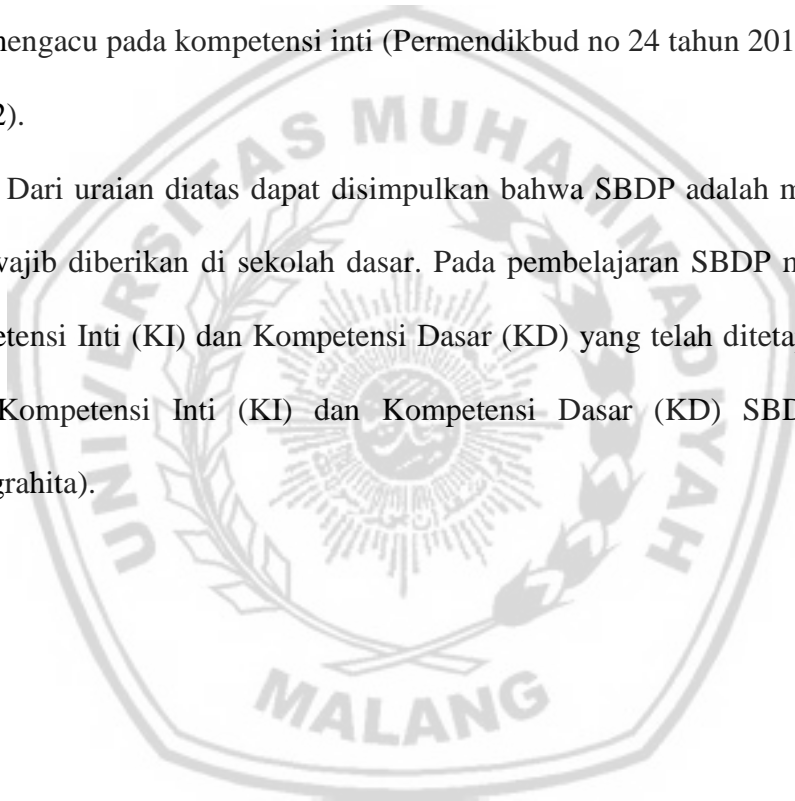 mengacu pada kompetensi inti (Permendikbud no 24 tahun 201
2).
Dari uraian diatas dapat disimpulkan bahwa SBDP adalah m
wajib diberikan di sekolah dasar. Pada pembelajaran SBDP m
etensi Inti (KI) dan Kompetensi Dasar (KD) yang telah diteta
Kompetensi Inti (KI) dan Kompetensi Dasar (KD) SBD
grahita).
UNIVERSITAS MUHAMMADIYAH
MALANG